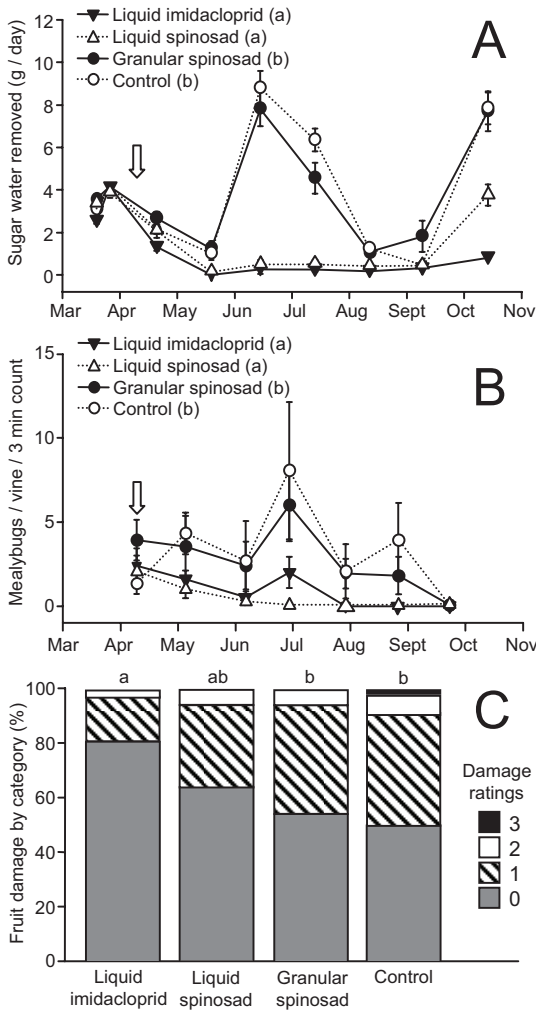 12
10
8
6
4
2
0
Sugar water removed (g / day)
Liquid imidacloprid (a)
Liquid spinosad (a)
Granular spinosad (b)
Control (b)
A
Mar Apr May Jun Jul Aug Sept Oct Nov
15
10
5
0
Mealybugs / vine / 3 min count
Liquid imidacloprid (a)
Liquid spinosad (a)
Granular spinosad (b)
Control (b)
B
Mar Apr May Jun Jul Aug Sept Oct Nov
100
80
60
40
20
0
Fruit damage by category (%)
a ab b b
C
Damage
ratings
3
2
1
0
Liquid
imidacloprid
Liquid
spinosad
Granular
spinosad
Control